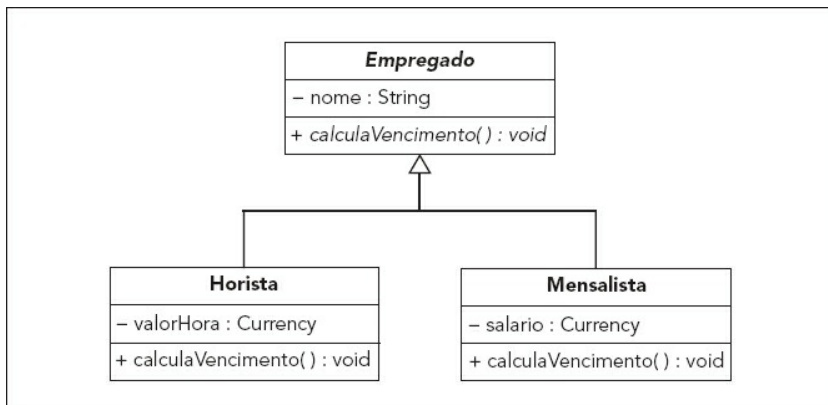 Empregado
– nome : String
+ calculaVencimento( ) : void
Horista
– valorHora : Currency
+ calculaVencimento( ) : void
Mensalista
– salario : Currency
+ calculaVencimento( ) : void